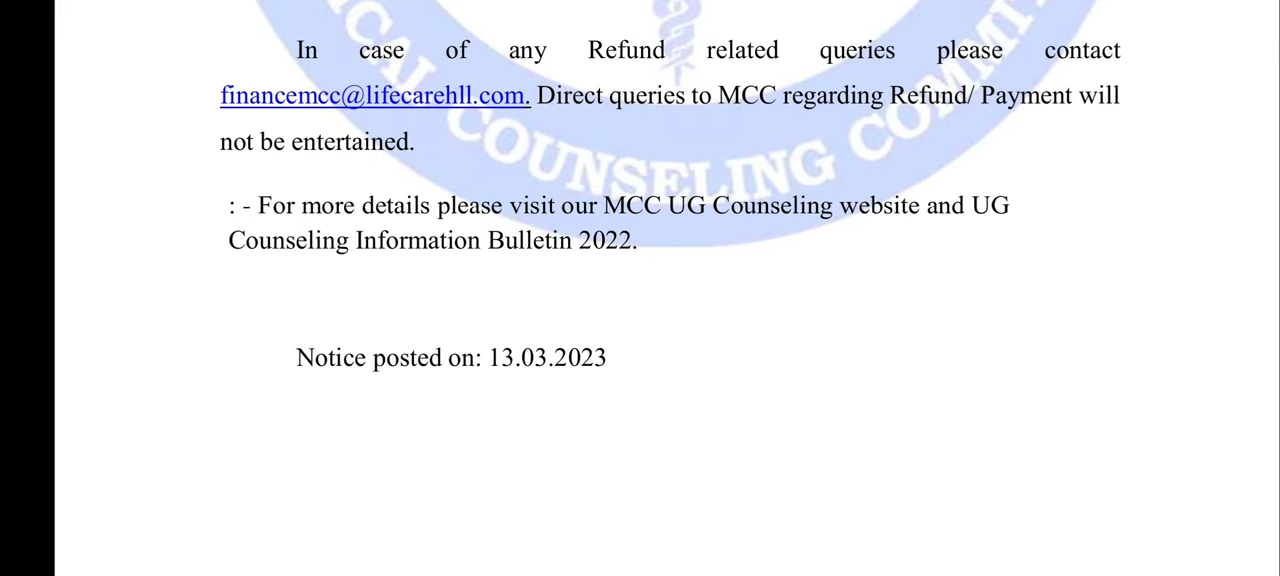 In case of any Refund related queries please contact
financemcc@lifecarehll.com. Direct queries to MCC regarding Refund/ Payment will
not be entertained.
: - For more details please visit our MCC UG Counseling website and UG
Counseling Information Bulletin 2022.
Notice posted on: 13.03.2023
COUNSELING